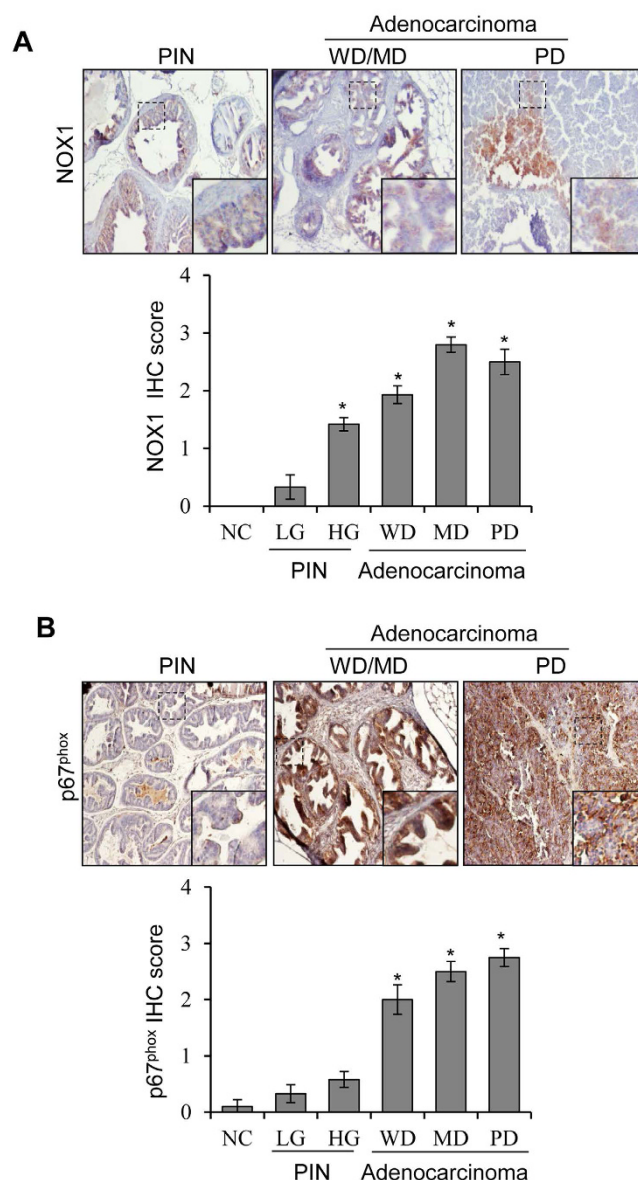 A
Adenocarcinoma
PIN WD/MD PD
NOX1
NOX1 IHC score
4
3
2
1
0
* * * *
NC LG HG WD MD PD
PIN Adenocarcinoma
B
Adenocarcinoma
PIN WD/MD PD
p67phox
p67phox IHC score
4
3
2
1
0
* * *
NC LG HG WD MD PD
PIN Adenocarcinoma